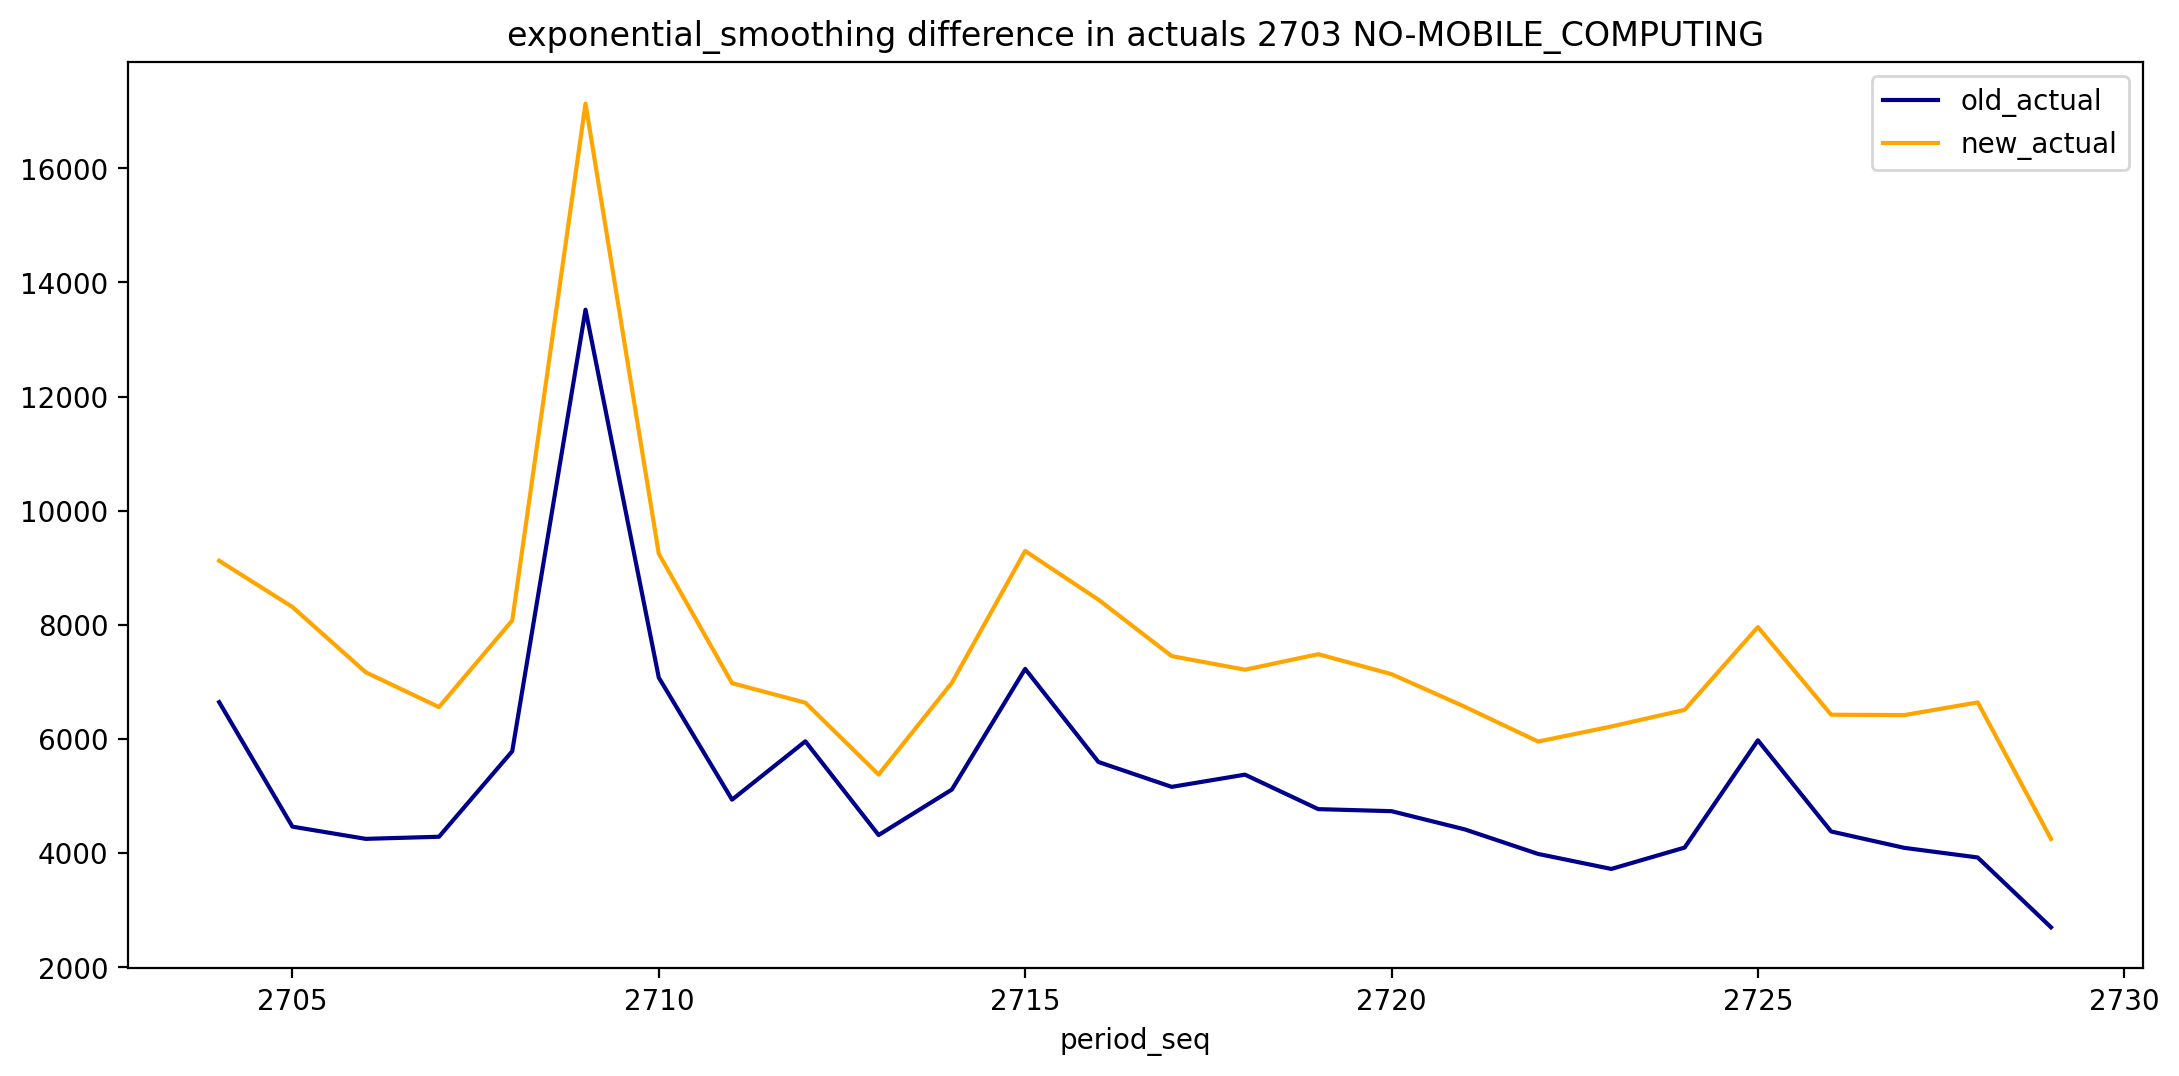 exponential_smoothing difference in actuals 2703 NO-MOBILE_COMPUTING
old_actual
new_actual
16000
14000
12000
10000
8000
6000
4000
2000
2705 2710 2715 2720 2725 2730
period_seq